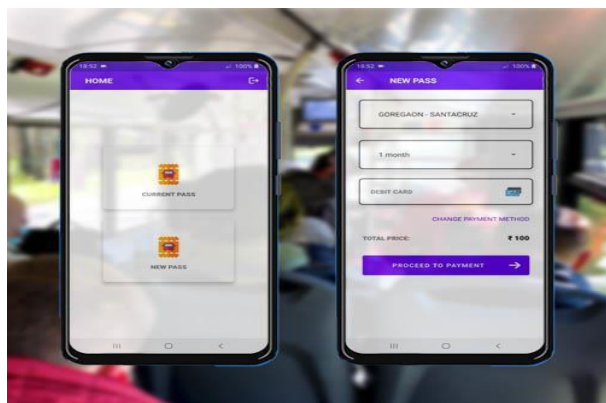 18:52
100%
HOME
CURRENT PASS
NEW PASS
18:52
100%
NEW PASS
GOREGAON - SANTACRUZ
1 month
DEBIT CARD
CHANGE PAYMENT METHOD
TOTAL PRICE: ₹ 100
PROCEED TO PAYMENT